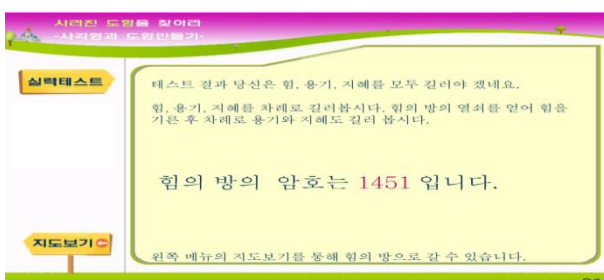 사라진 도형을 찾아라
-사각형과 도형만들기-
실력테스트
테스트 결과 당신은 힘, 용기, 지혜를 모두 길러야 겠네요.
힘, 용기, 지혜를 차례로 길러봅시다. 힘의 방의 열쇠를 얻어 힘을
기른 후 차례로 용기와 지혜도 길러 봅시다.
힘의 방의 암호는 1451 입니다.
지도보기
왼쪽 메뉴의 지도보기를 통해 힘의 방으로 갈 수 있습니다.